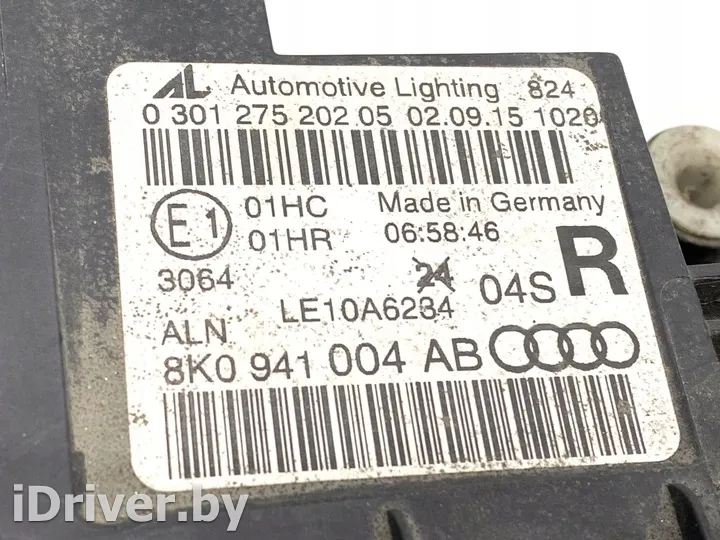 AL Automotive Lighting 824
0 301 275 202 05 02.09.15 1020
E1 01HC Made in Germany
01HR 06:58:46
3064 24 04S R
LE10A6234
ALN
8K0 941 004 AB
iDriver.by